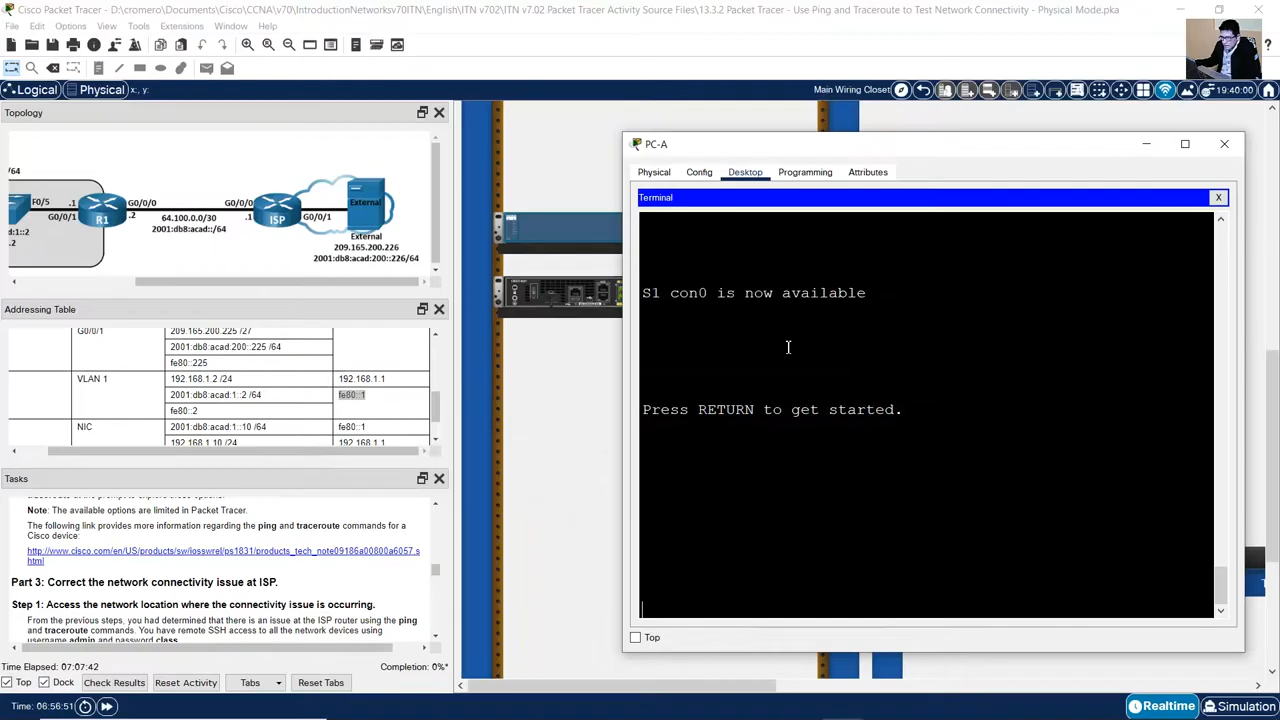 Cisco Packet Tracer - D:\cromero\Documents\Cisco\CCNA\v70\IntroductionNetworksv70ITN\English\ITN v702\ITN v7.02 Packet Tracer Activity Source Files\13.3.2 Packet Tracer - Use Ping and Traceroute to Test Network Connectivity - Physical Mode.pka
File Edit Options View Tools Extensions Window Help
Logical Physical x:, y: Main Wiring Closet 19:40:00
Topology
/64
F0/5 .1 G0/0/0 G0/0/0
R1 ISP External
G0/0/1 .2 64.100.0.0/30 .1 G0/0/1
:1::2 2001:db8:acad::/64
.2
External
209.165.200.226
2001:db8:acad:200::226/64
Addressing Table
G0/0/1 209.165.200.225 /27
2001:db8:acad:200::225 /64
fe80::225
VLAN 1 192.168.1.2 /24 192.168.1.1
2001:db8:acad:1::2 /64 fe80::1
fe80::2
NIC 2001:db8:acad:1::10 /64 fe80::1
192.168.1.10 /24 192.168.1.1
Tasks
traceroute at the prompt to explore those options.
Note: The available options are limited in Packet Tracer.
The following link provides more information regarding the ping and traceroute commands for a
Cisco device:
http://www.cisco.com/en/US/products/sw/iosswrel/ps1831/products_tech_note09186a00800a6057.s
html
Part 3: Correct the network connectivity issue at ISP.
Step 1: Access the network location where the connectivity issue is occurring.
From the previous steps, you had determined that there is an issue at the ISP router using the ping
and traceroute commands. You have remote SSH access to all the network devices using
username admin and password class.
Time Elapsed: 07:07:42 Completion: 0%*
Top Dock Check Results Reset Activity Tabs Reset Tabs
Time: 06:56:51 Realtime Simulation
PC-A
Physical Config Desktop Programming Attributes
Terminal X
S1 con0 is now available
Press RETURN to get started.
Top